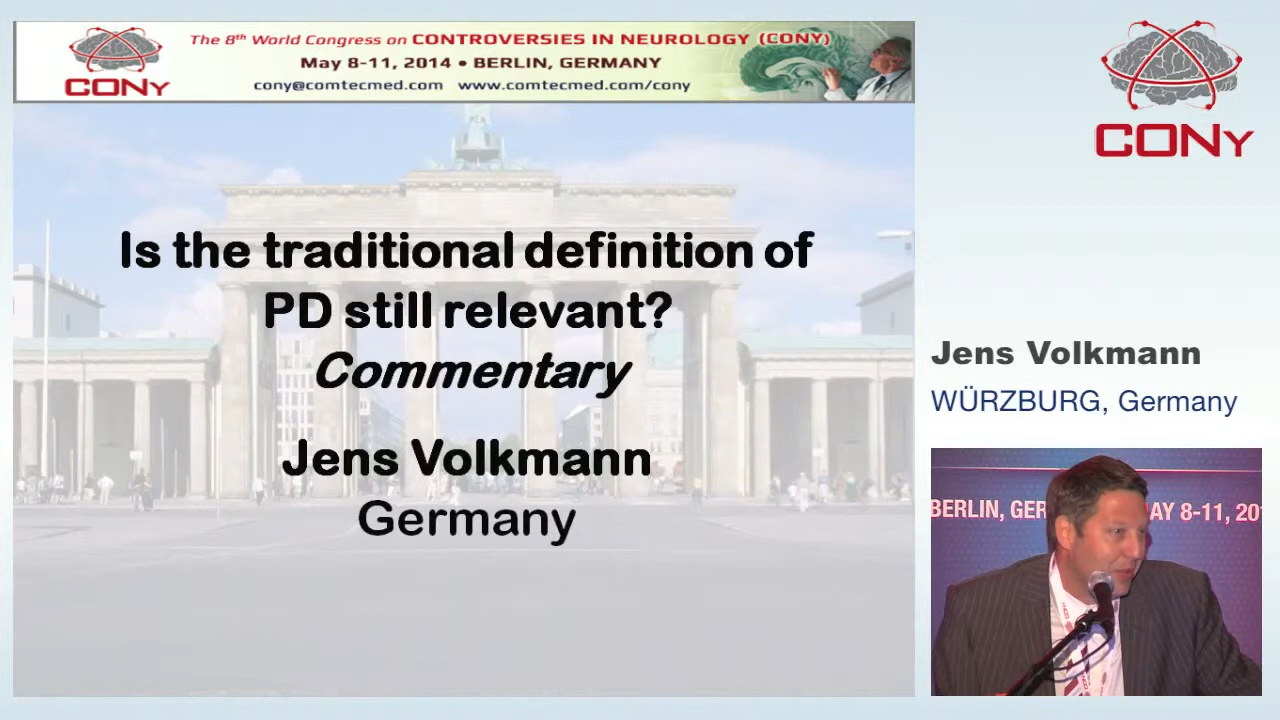 The 8th World Congress on CONTROVERSIES IN NEUROLOGY (CONy)
May 8-11, 2014 • BERLIN, GERMANY
cony@comtecmed.com www.comtecmed.com/cony
CONy
Is the traditional definition of
PD still relevant?
Commentary
Jens Volkmann
Germany
CONy
Jens Volkmann
WÜRZBURG, Germany
BERLIN, GER AY 8-11, 20